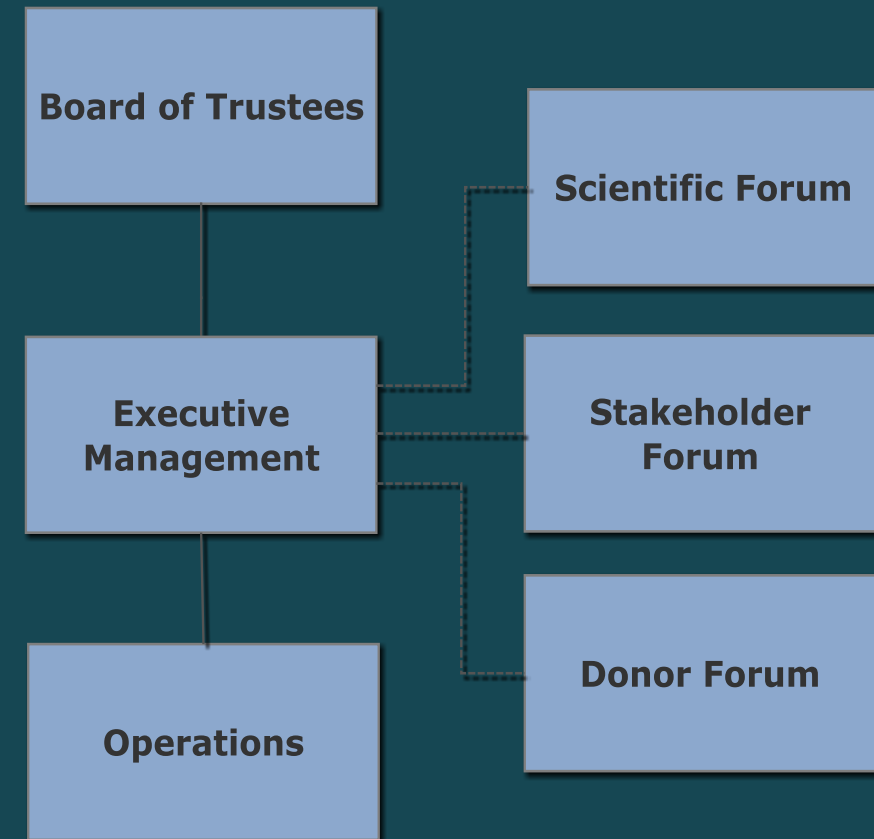 Board of Trustees
Scientific Forum
Executive
Management
Stakeholder
Forum
Donor Forum
Operations